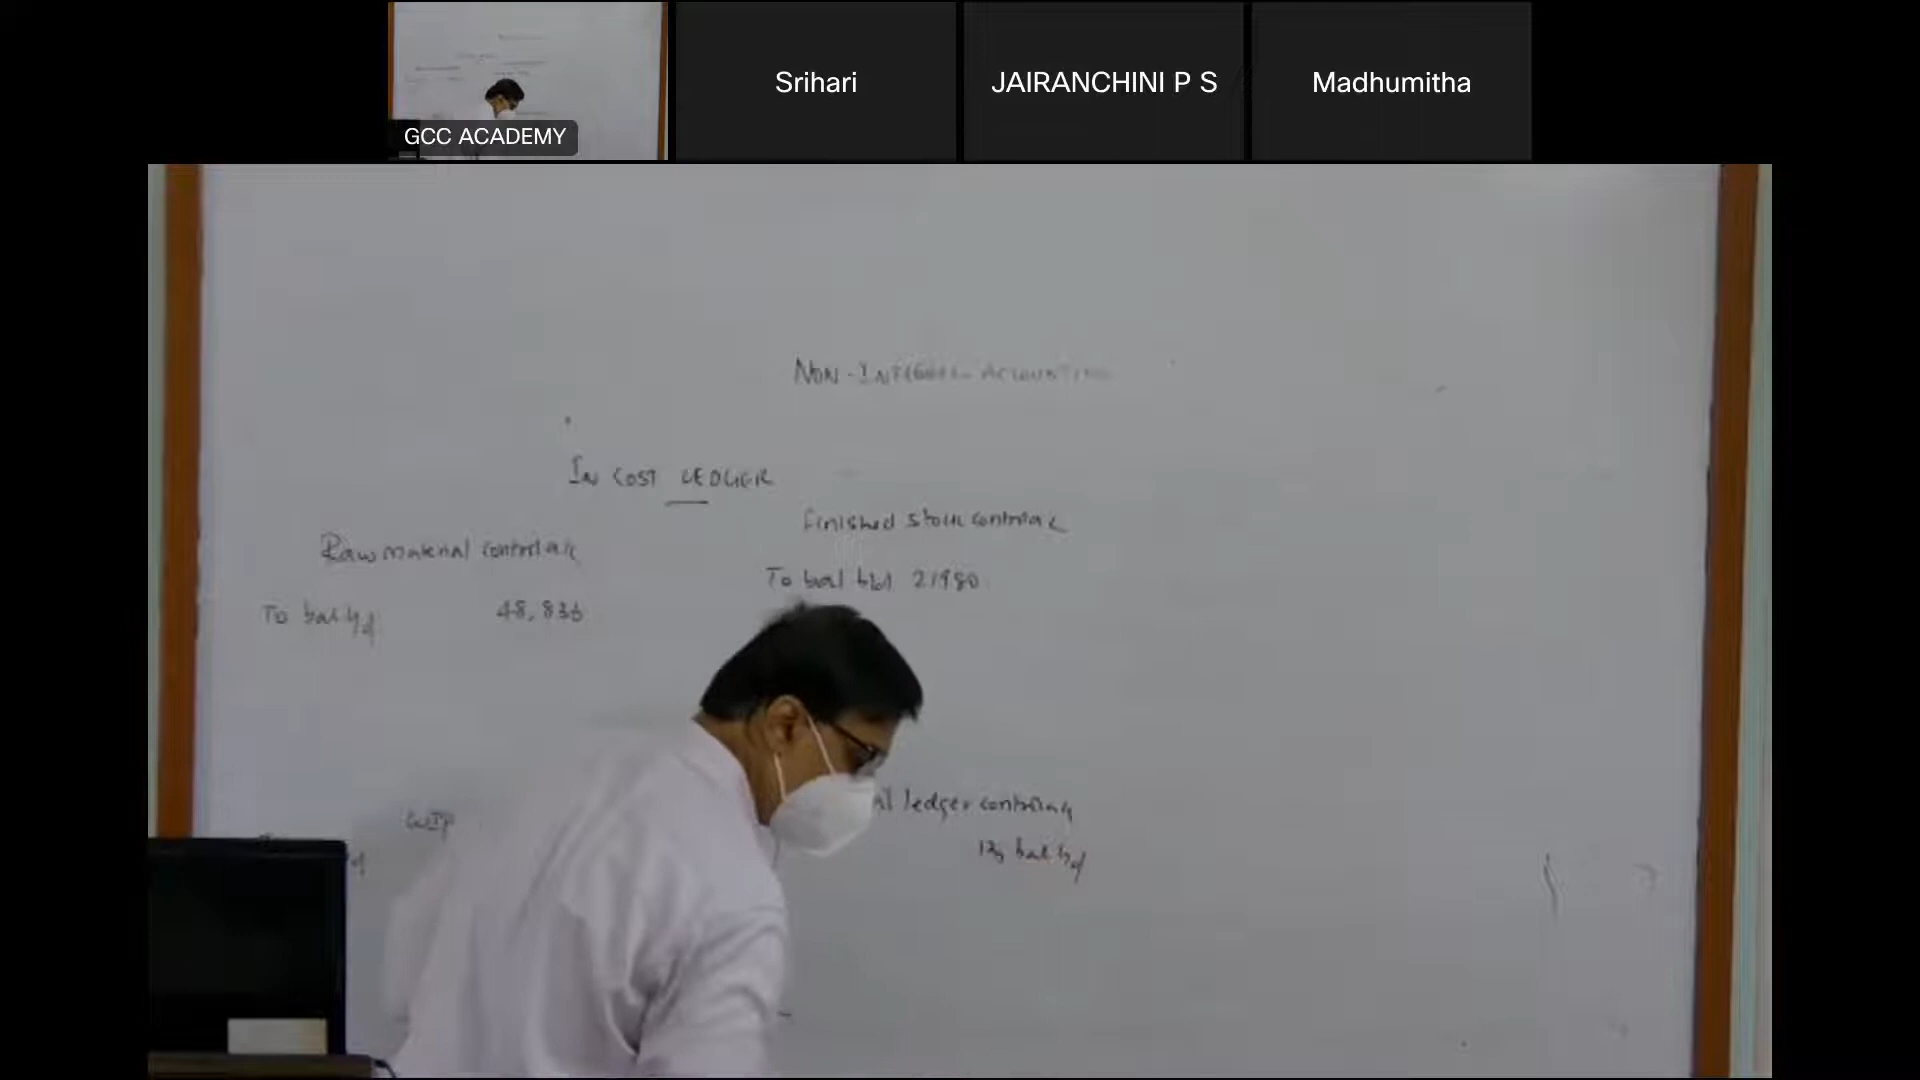 Srihari
JAIRANCHINI P S
Madhumitha
GCC ACADEMY
NON-INTEGRAL ACCOUNTING
IN COST LEDGER
Finished stock control a/c
Raw material control a/c
To bal b/d 21980
To bal b/d 48,836
ledger control a/c
WIP
By bal b/d